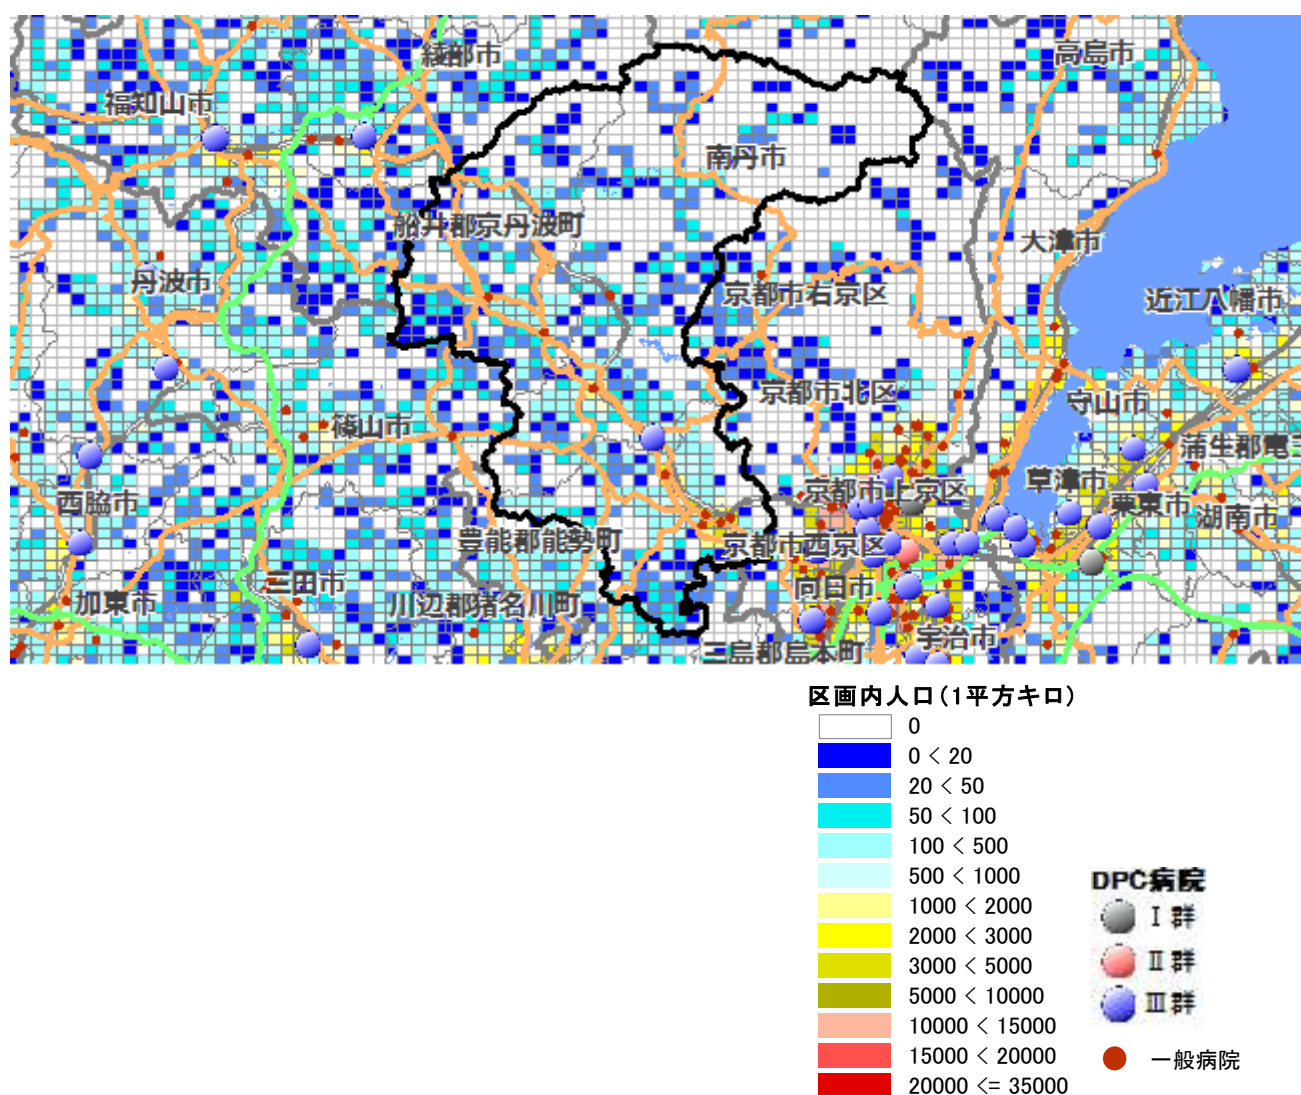 綾部市
高島市
福知山市
南丹市
船井郡京丹波町
大津市
丹波市
京都市右京区
近江八幡市
京都市北区
守山市
篠山市
蒲生郡竜王
西脇市
京都市上京区
草津市
栗東市
湖南市
豊能郡能勢町
京都市西京区
三田市
向日市
加東市
川辺郡猪名川町
宇治市
三島郡島本町
区画内人口(1平方キロ)
0
0 < 20
20 < 50
50 < 100
100 < 500
500 < 1000
1000 < 2000
2000 < 3000
3000 < 5000
5000 < 10000
10000 < 15000
15000 < 20000
20000 <= 35000
DPC病院
Ⅰ群
Ⅱ群
Ⅲ群
一般病院